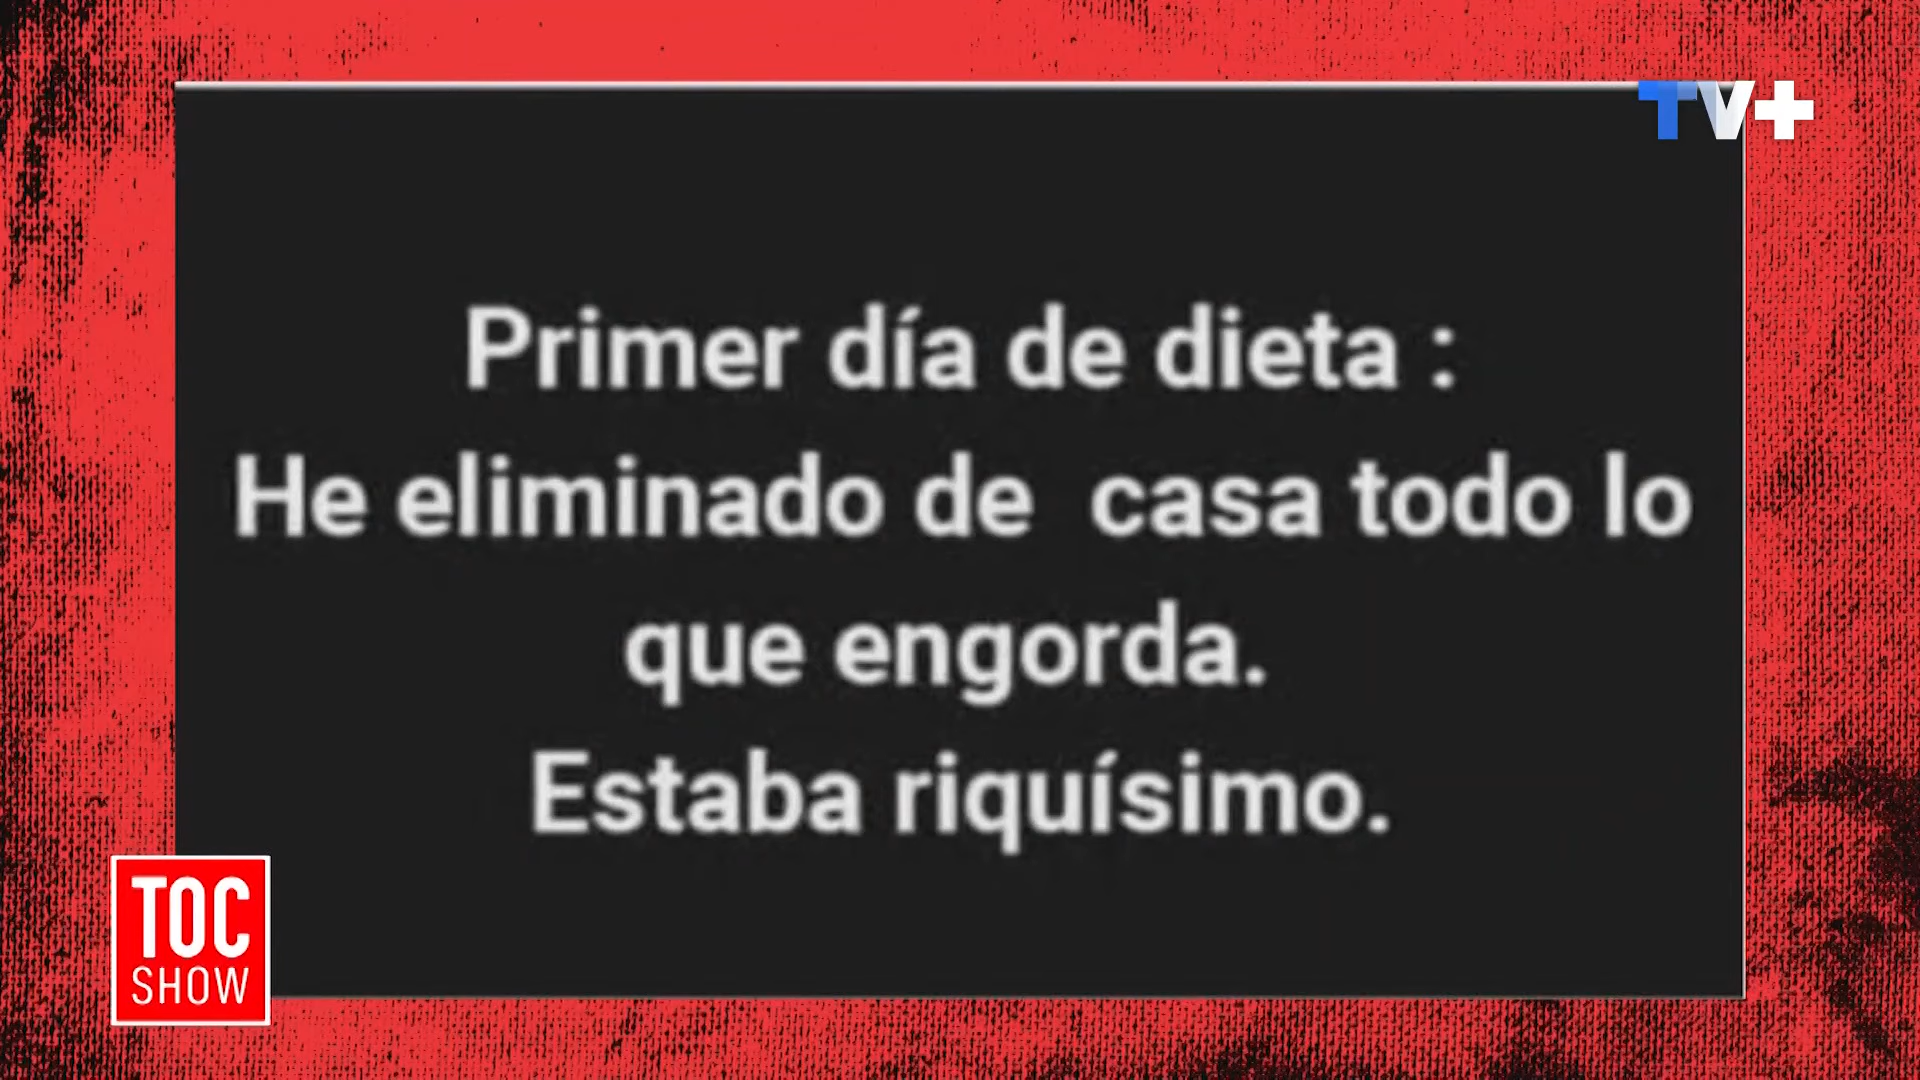 TV+
Primer día de dieta :
He eliminado de  casa todo lo
que engorda.
Estaba riquísimo.
TOC
SHOW